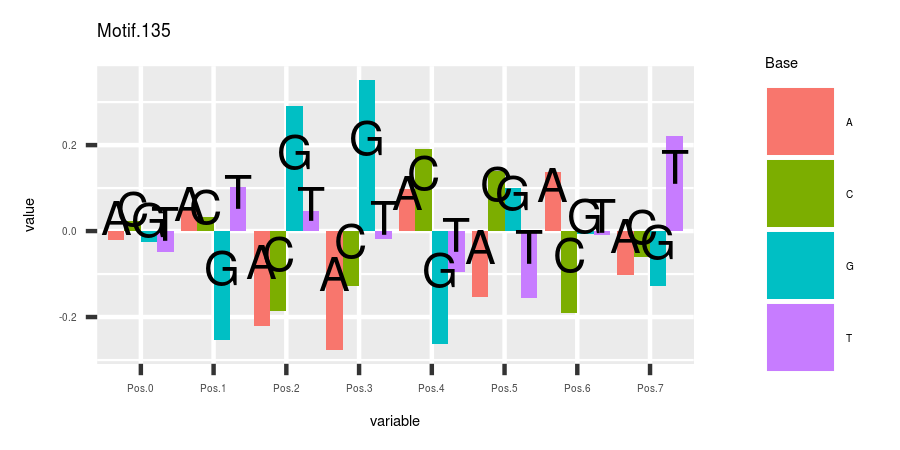 Motif.135
value
0.2
0.0
-0.2
A C G T A C G T A C G T A C G T A C G T A C G T A C G T A C G T
Pos.0 Pos.1 Pos.2 Pos.3 Pos.4 Pos.5 Pos.6 Pos.7
variable
Base
A
C
G
T